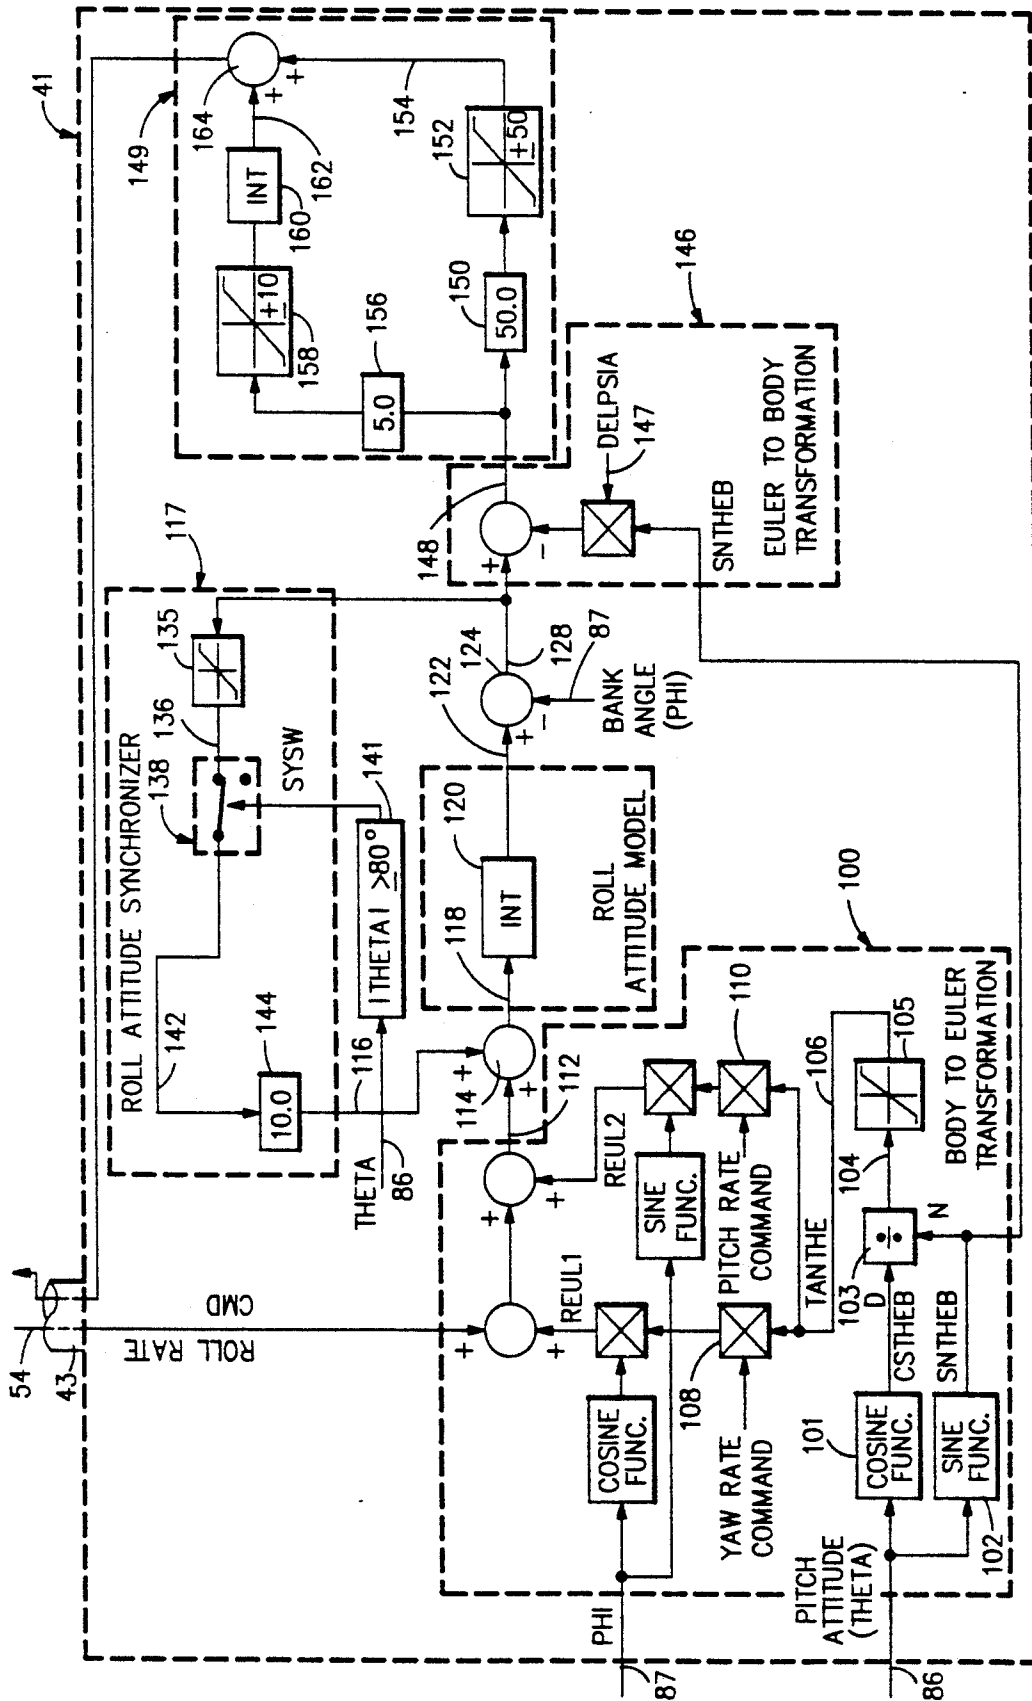 41
149
164
INT
160
162
154
+10
158
152
+50
156
5.0
150
50.0
146
117
ROLL ATTITUDE SYNCHRONIZER
135
136
138
SYSW
142
144
10.0
141
|THETA| >80°
THETA
86
116
148
DELPSIA
147
SNTHEB
EULER TO BODY
TRANSFORMATION
54
43
ROLL RATE
CMD
114
112
118
120
INT
ROLL
ATTITUDE MODEL
122
124
128
87
BANK
ANGLE
(PHI)
100
REUL1
REUL2
COSINE
FUNC.
SINE
FUNC.
108
110
YAW RATE
COMMAND
PITCH RATE
COMMAND
TANTHE
106
PHI
87
PITCH
ATTITUDE
(THETA)
86
101
COSINE
FUNC.
102
SINE
FUNC.
CSTHEB
SNTHEB
103
D
÷
N
104
105
BODY TO EULER
TRANSFORMATION